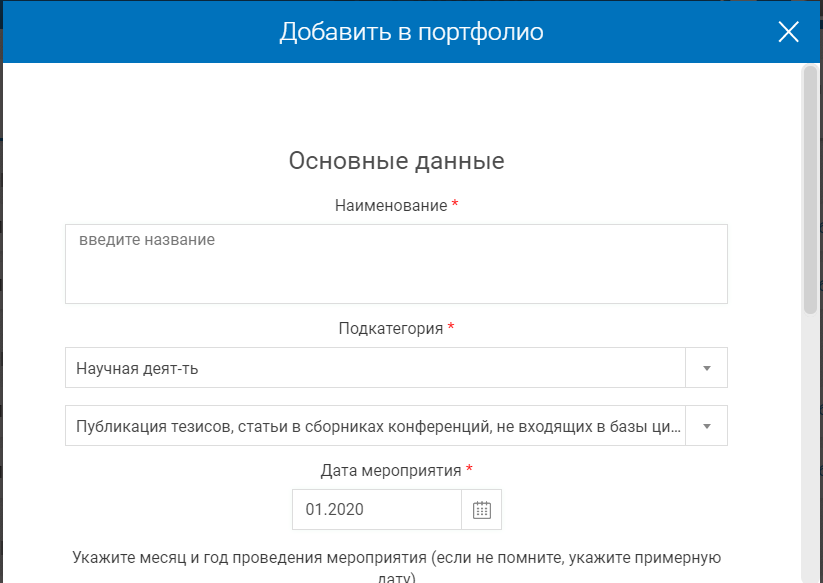 Добавить в портфолио
Основные данные
Наименование *
введите название
Подкатегория *
Научная деят-ть
Публикация тезисов, статьи в сборниках конференций, не входящих в базы ци...
Дата мероприятия *
01.2020
Укажите месяц и год проведения мероприятия (если не помните, укажите примерную
дату)